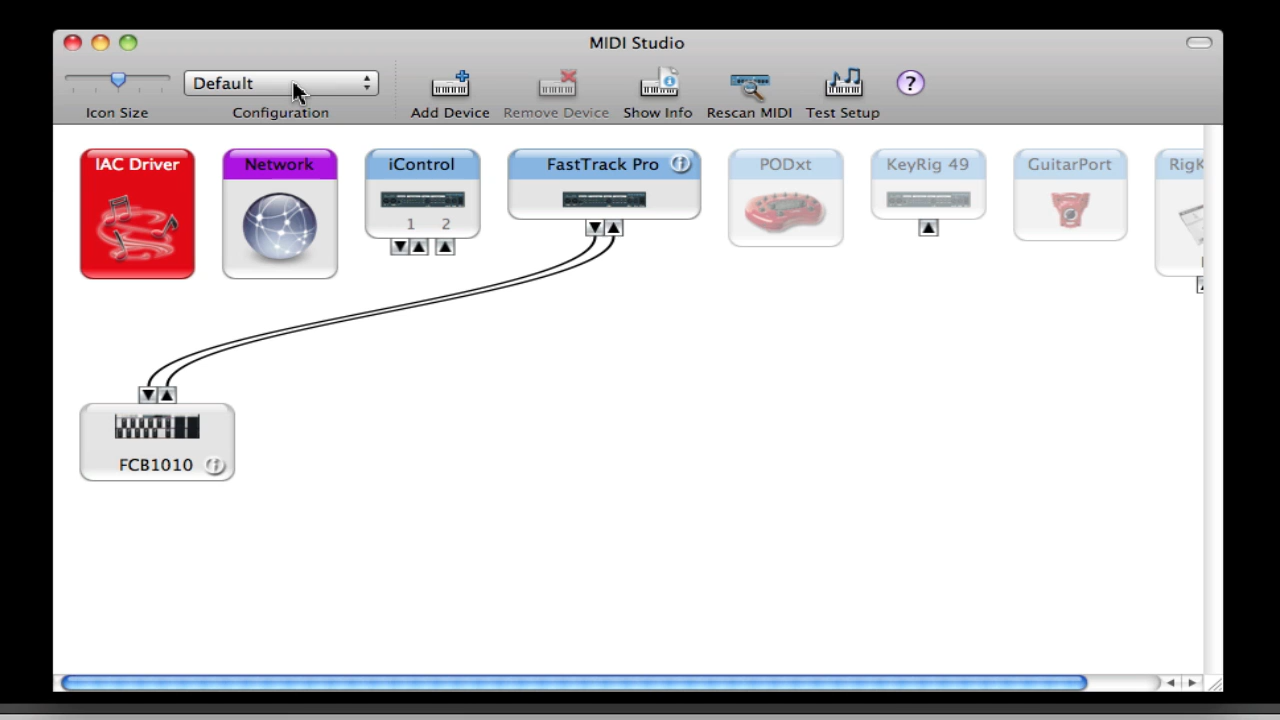 MIDI Studio
Default
Icon Size
Configuration
Add Device
Remove Device
Show Info
Rescan MIDI
Test Setup
?
IAC Driver
Network
iControl
1 2
FastTrack Pro
PODxt
KeyRig 49
GuitarPort
FCB1010